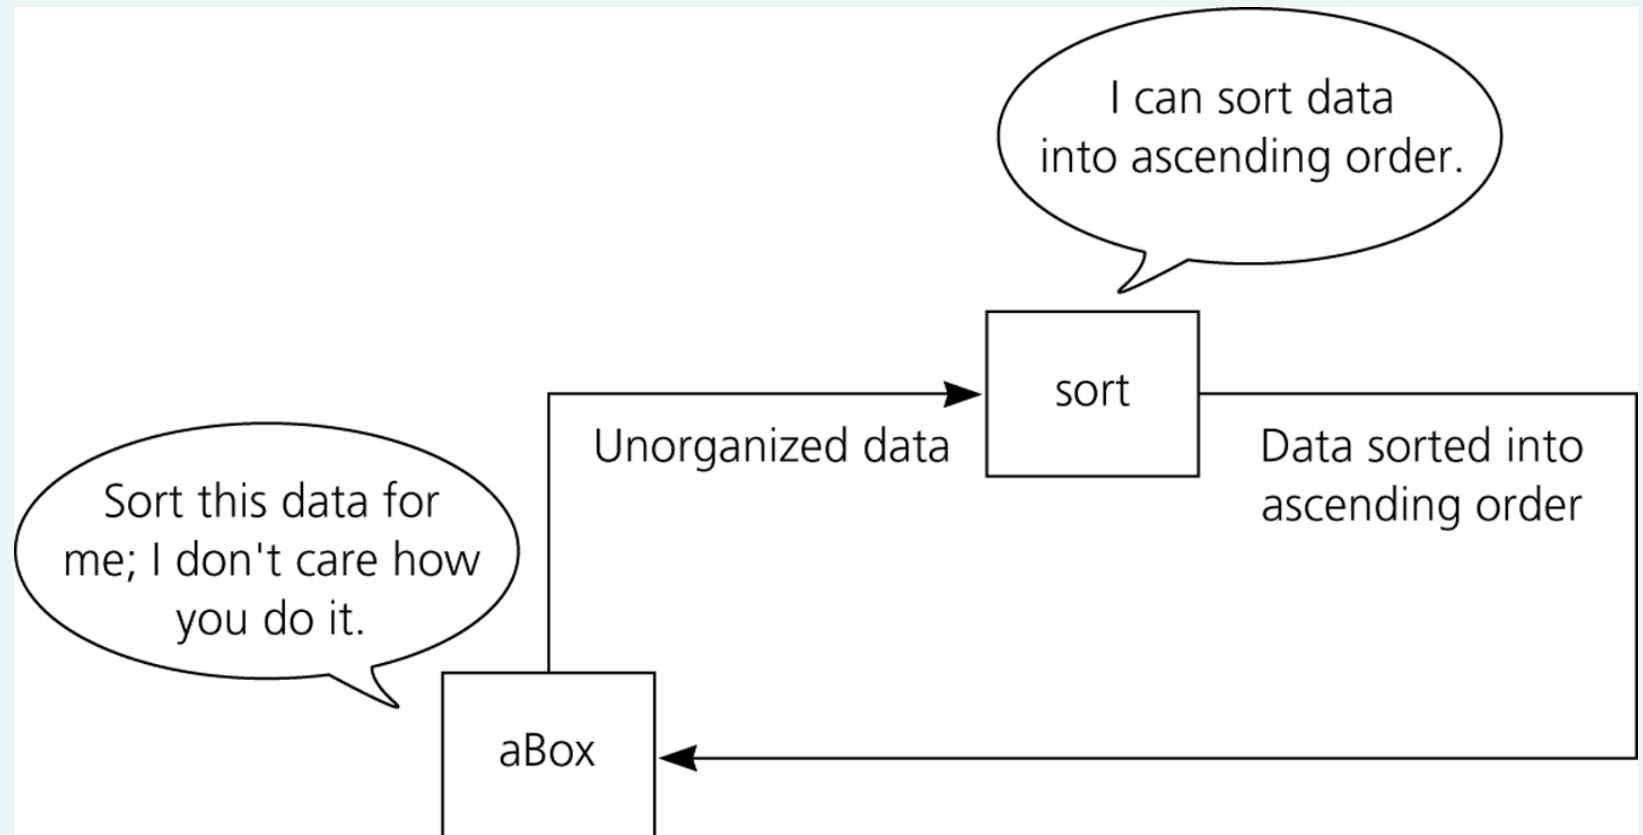 I can sort data
into ascending order.
sort
Unorganized data
Data sorted into
ascending order
Sort this data for
me; I don't care how
you do it.
aBox